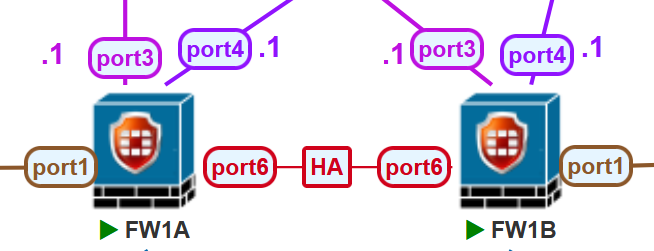 .1 port3 port4 .1 .1 port3 port4 .1
port1 port6 HA port6 port1
FW1A FW1B